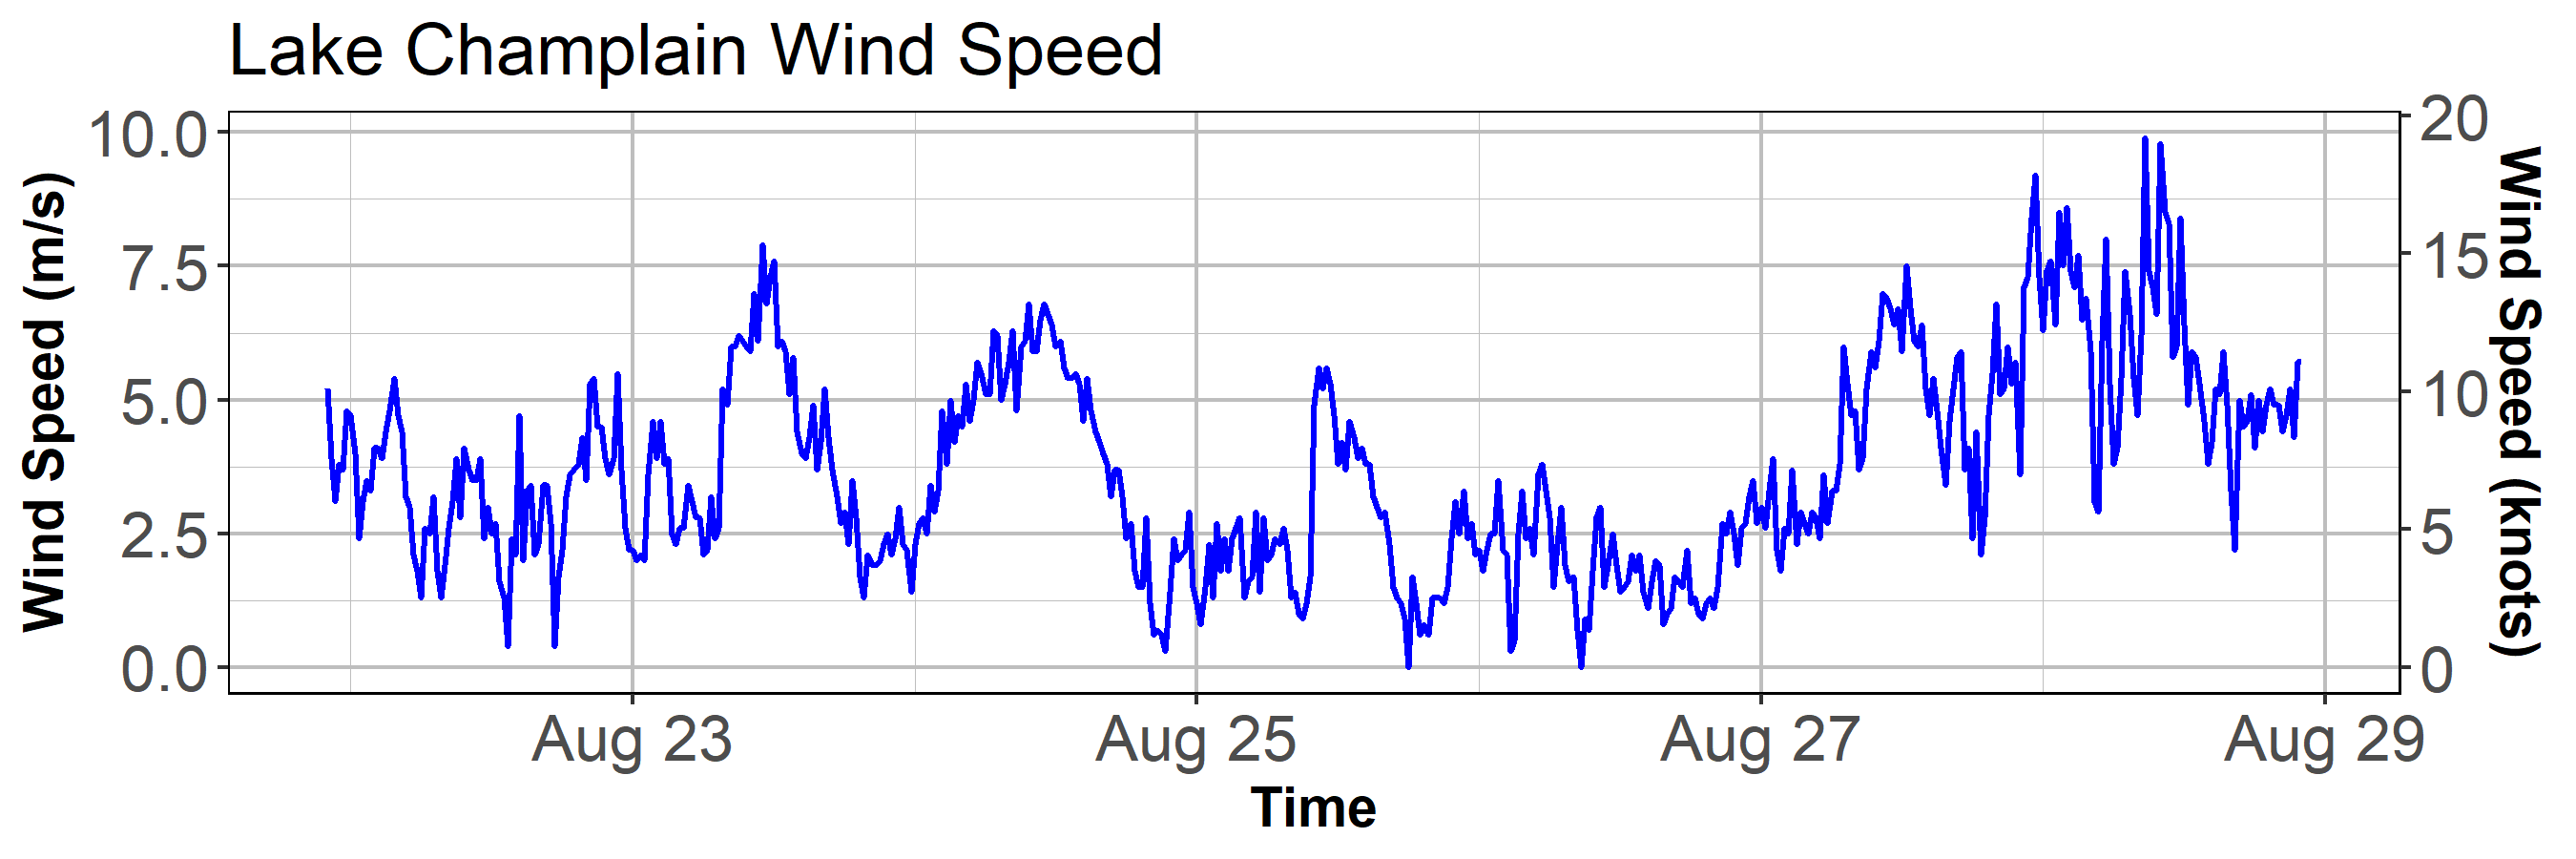 Lake Champlain Wind Speed
Wind Speed (m/s)
10.0
7.5
5.0
2.5
0.0
20
15
10
5
0
Wind Speed (knots)
Aug 23 Aug 25 Aug 27 Aug 29
Time